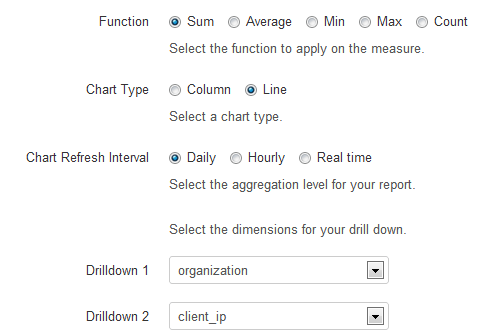 Function Sum Average Min Max Count
Select the function to apply on the measure.
Chart Type Column Line
Select a chart type.
Chart Refresh Interval Daily Hourly Real time
Select the aggregation level for your report.
Select the dimensions for your drill down.
Drilldown 1 organization
Drilldown 2 client_ip